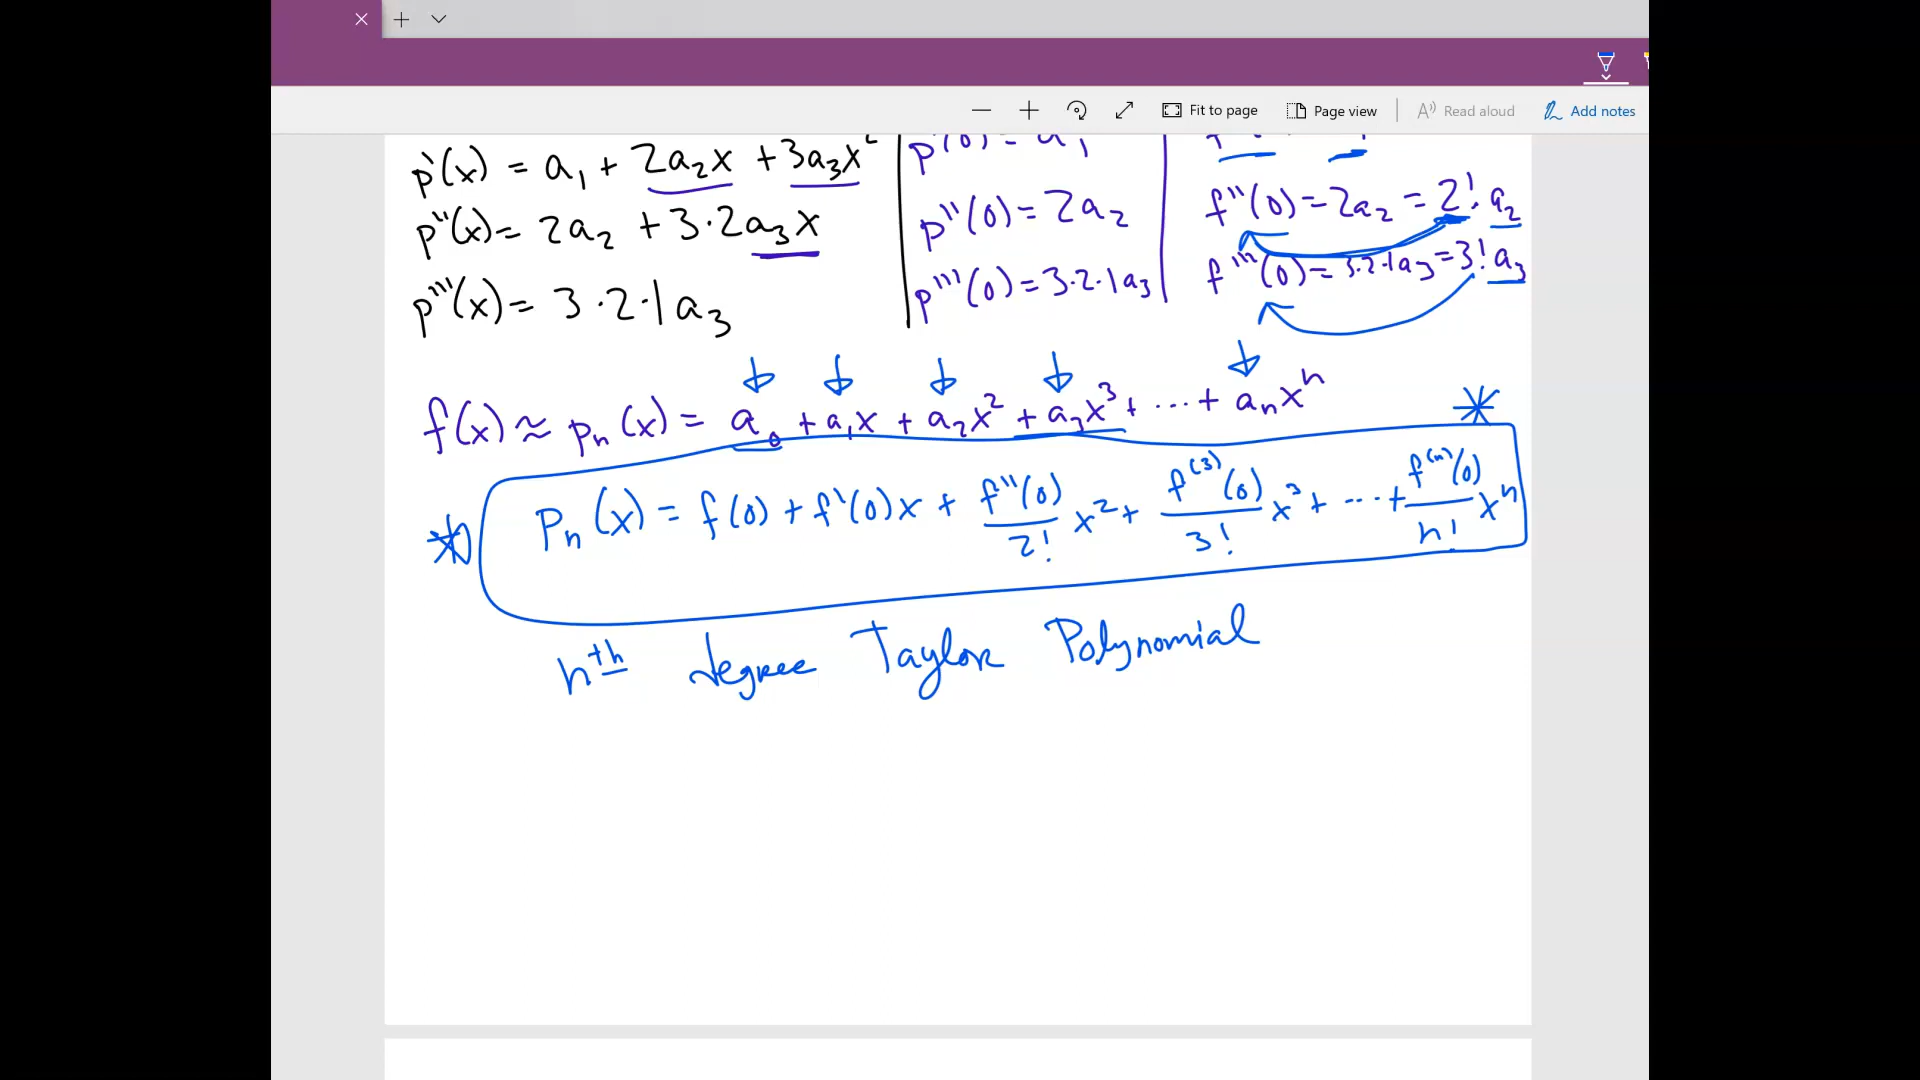 Fit to page Page view Read aloud Add notes
p'(x) = a₁ + 2a₂x + 3a₃x²
p'(0) = a₁
p''(x) = 2a₂ + 3·2a₃x
p''(0) = 2a₂
f''(0) = 2a₂ = 2!·a₂
p'''(x) = 3·2·1a₃
p'''(0) = 3·2·1a₃
f'''(0) = 3·2·1a₃ = 3!a₃
f(x) ≈ pₙ(x) = a₀ + a₁x + a₂x² + a₃x³ + ... + aₙxⁿ
Pₙ(x) = f(0) + f'(0)x + f''(0)/2! x² + f⁽³⁾(0)/3! x³ + ... + f⁽ⁿ⁾(0)/n! xⁿ
nth degree Taylor Polynomial